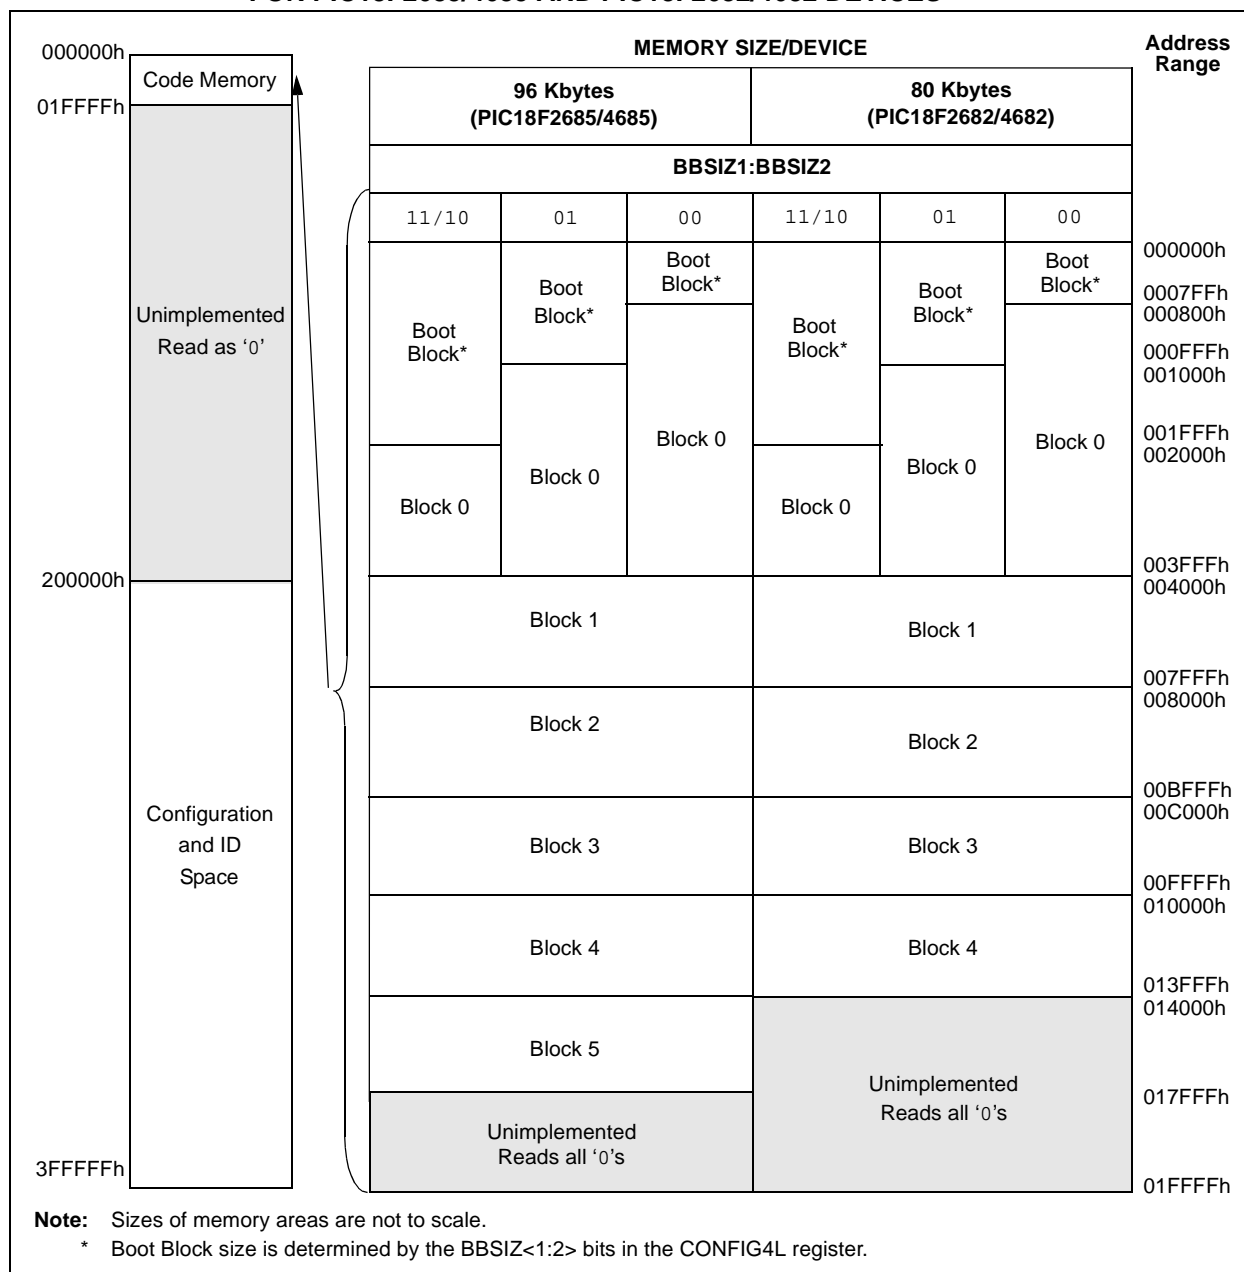 000000h
Code Memory
01FFFFh
Unimplemented
Read as ‘0’
200000h
Configuration
and ID
Space
3FFFFFh
MEMORY SIZE/DEVICE
Address
Range
96 Kbytes
(PIC18F2685/4685)
80 Kbytes
(PIC18F2682/4682)
BBSIZ1:BBSIZ2
11/10
01
00
11/10
01
00
Boot
Block*
Boot
Block*
Boot
Block*
Boot
Block*
Boot
Block*
Boot
Block*
Block 0
Block 0
Block 0
Block 0
Block 0
Block 0
Block 1
Block 1
Block 2
Block 2
Block 3
Block 3
Block 4
Block 4
Block 5
Unimplemented
Reads all ‘0’s
Unimplemented
Reads all ‘0’s
000000h
0007FFh
000800h
000FFFh
001000h
001FFFh
002000h
003FFFh
004000h
007FFFh
008000h
00BFFFh
00C000h
00FFFFh
010000h
013FFFh
014000h
017FFFh
01FFFFh
Note: Sizes of memory areas are not to scale.
* Boot Block size is determined by the BBSIZ<1:2> bits in the CONFIG4L register.